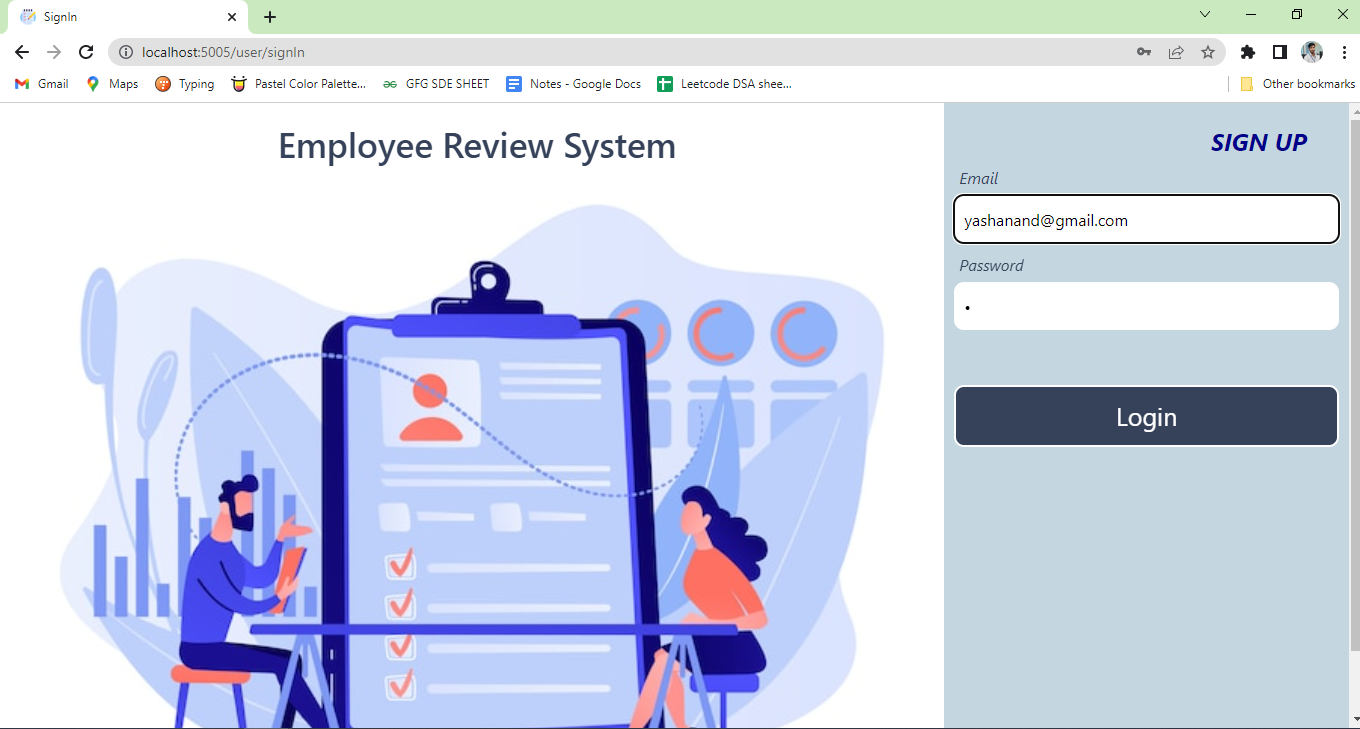 SignIn
localhost:5005/user/signIn
Gmail Maps Typing Pastel Color Palette... GFG SDE SHEET Notes - Google Docs Leetcode DSA shee... Other bookmarks
Employee Review System
SIGN UP
Email
yashanand@gmail.com
Password
•
Login